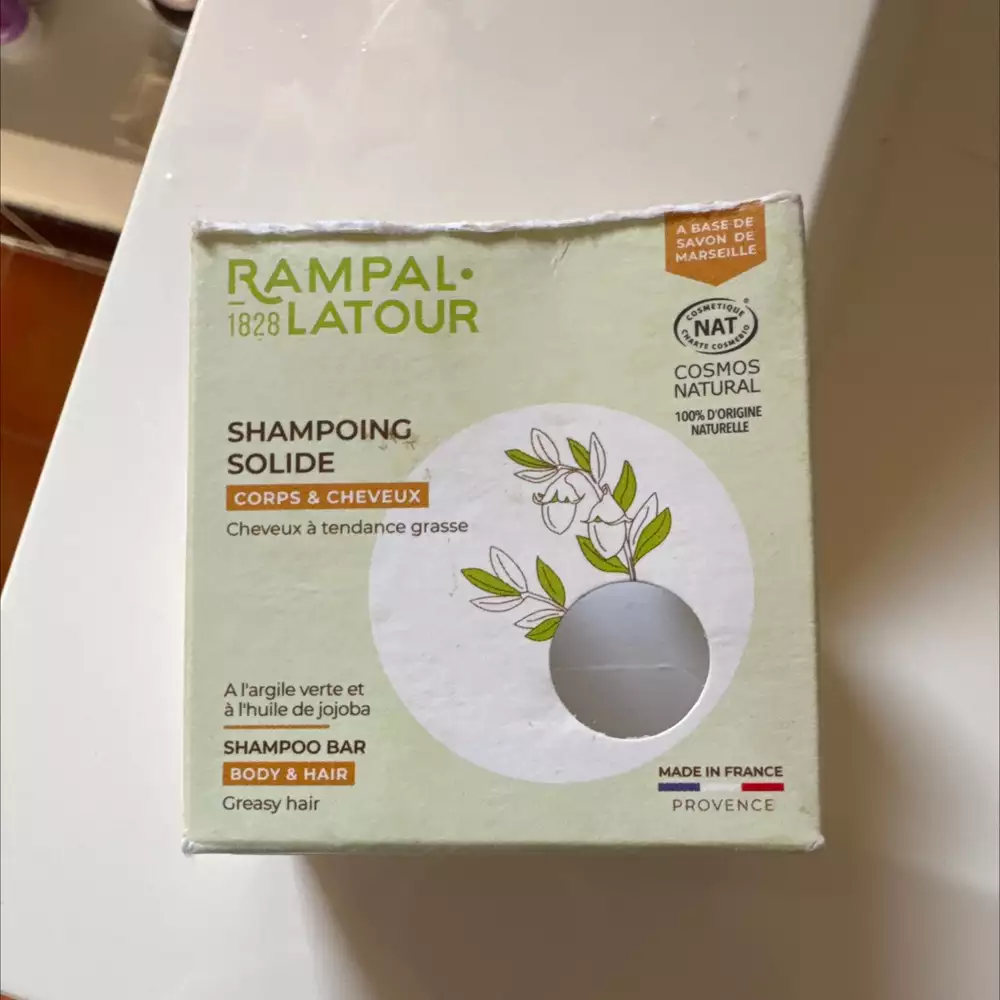 RAMPAL•
1828 LATOUR
A BASE DE
SAVON DE
MARSEILLE
COSMETIQUE
NAT
CHARTE COSMEBIO
®
COSMOS
NATURAL
100% D'ORIGINE
NATURELLE
SHAMPOING
SOLIDE
CORPS & CHEVEUX
Cheveux à tendance grasse
A l'argile verte et
à l'huile de jojoba
SHAMPOO BAR
BODY & HAIR
Greasy hair
MADE IN FRANCE
PROVENCE